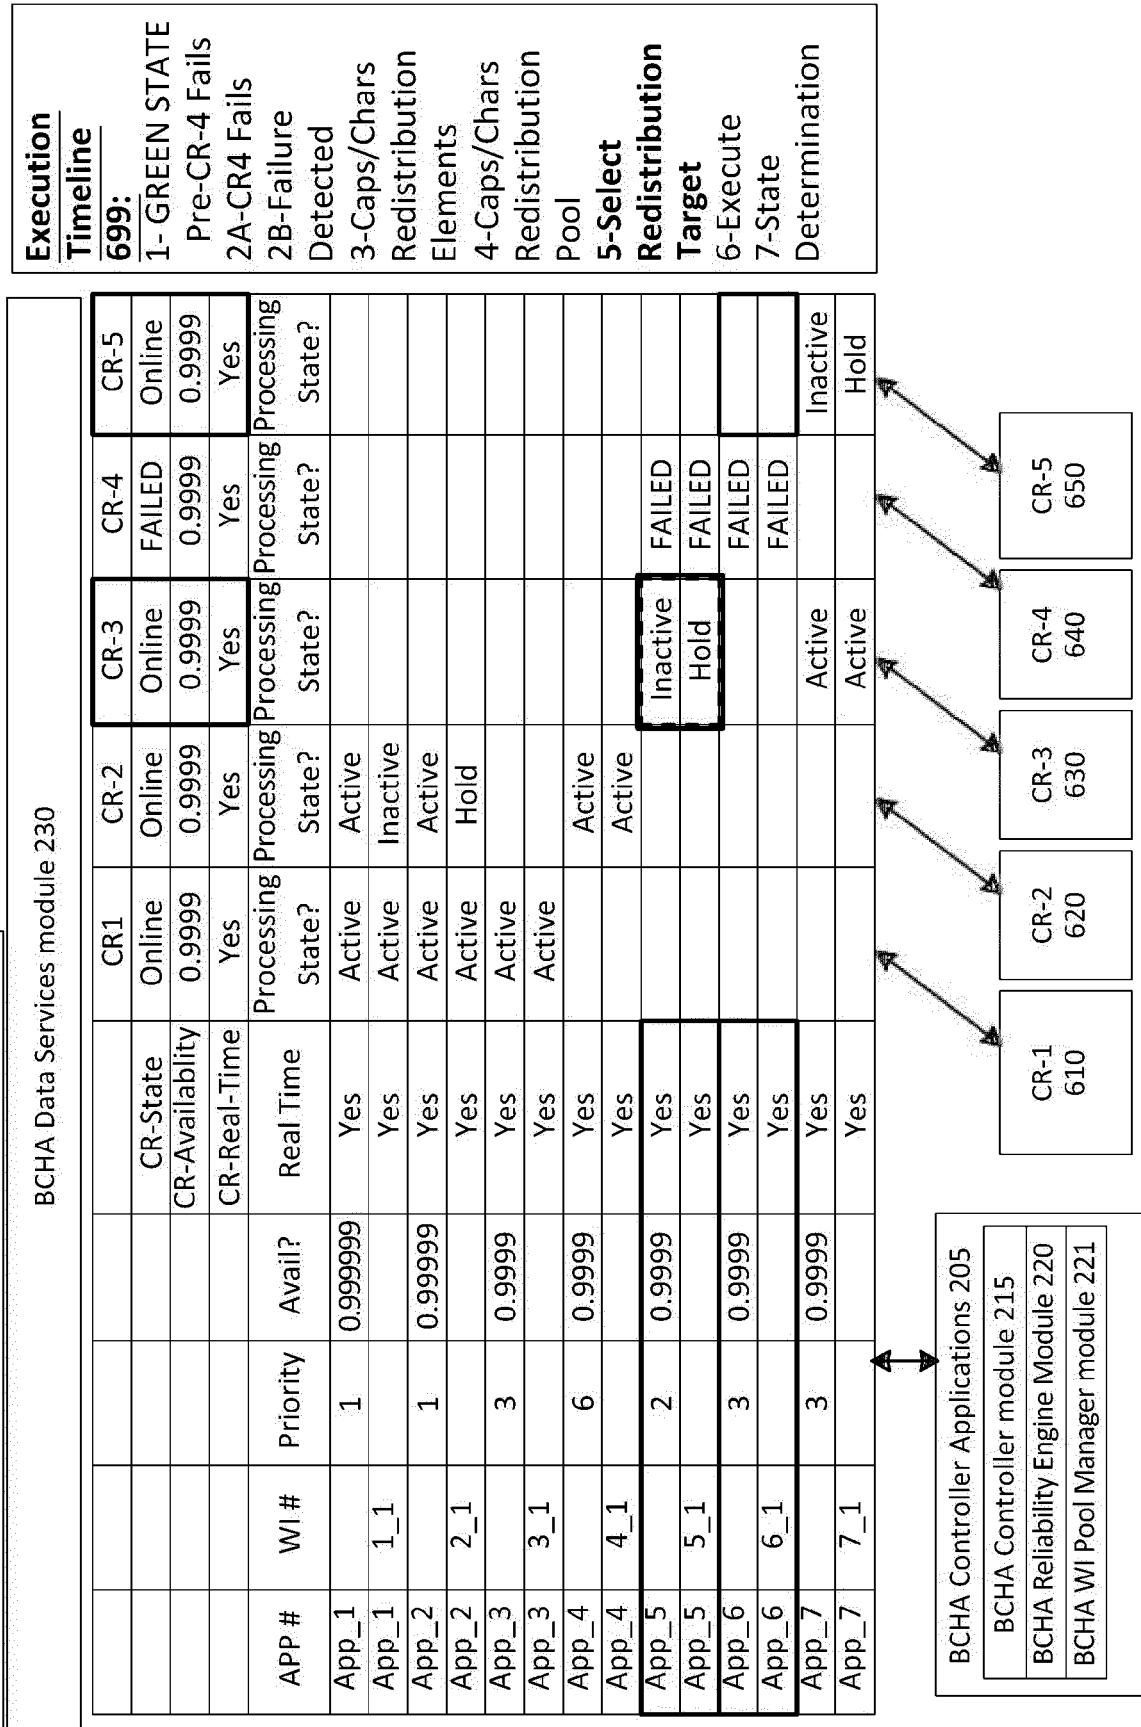 BCHA Data Services module 230
CR1 CR-2 CR-3 CR-4 CR-5
CR-State Online Online Online FAILED Online
CR-Availablity 0.9999 0.9999 0.9999 0.9999 0.9999
CR-Real-Time Yes Yes Yes Yes Yes
APP # WI # Priority Avail? Real Time Processing State? Processing State? Processing State? Processing State? Processing State?
App_1 1 0.999999 Yes Active Active
App_1 1_1 Yes Active Inactive
App_2 1 0.99999 Yes Active Active
App_2 2_1 Yes Active Hold
App_3 3 0.9999 Yes Active
App_3 3_1 Yes Active
App_4 6 0.9999 Yes Active
App_4 4_1 Yes Active
App_5 2 0.9999 Yes Inactive FAILED
App_5 5_1 Yes Hold FAILED
App_6 3 0.9999 Yes FAILED
App_6 6_1 Yes FAILED
App_7 3 0.9999 Yes Active Inactive
App_7 7_1 Yes Active Hold
Execution
Timeline
699:
1- GREEN STATE
Pre-CR-4 Fails
2A-CR4 Fails
2B-Failure
Detected
3-Caps/Chars
Redistribution
Elements
4-Caps/Chars
Redistribution
Pool
5-Select
Redistribution
Target
6-Execute
7-State
Determination
BCHA Controller Applications 205
BCHA Controller module 215
BCHA Reliability Engine Module 220
BCHA WI Pool Manager module 221
CR-1
610
CR-2
620
CR-3
630
CR-4
640
CR-5
650